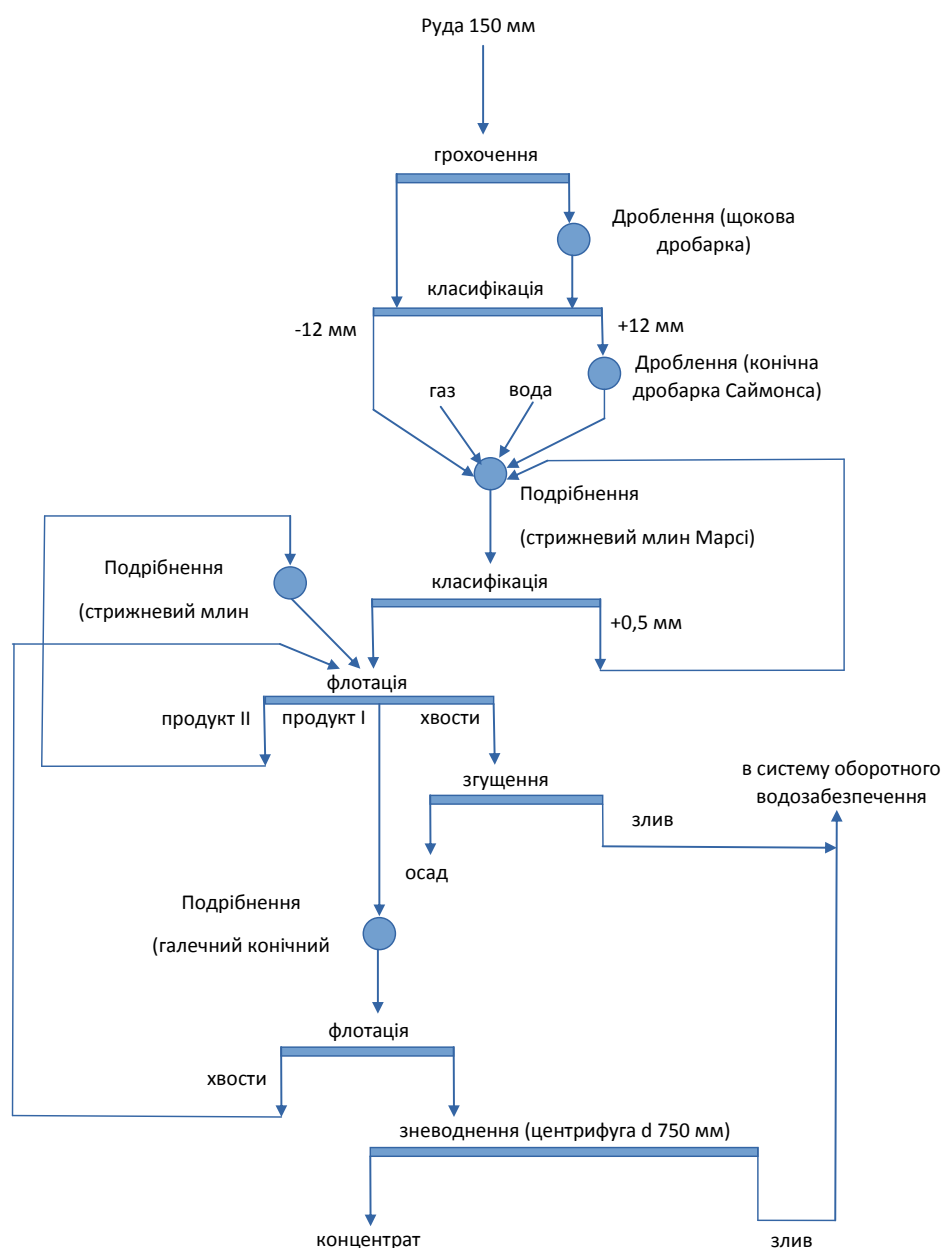 Руда 150 мм
грохочення
Дроблення (щокова
дробарка)
класифікація
-12 мм
+12 мм
Дроблення (конічна
дробарка Саймонса)
газ
вода
Подрібнення
(стрижневий млин Марсі)
Подрібнення
(стрижневий млин
класифікація
+0,5 мм
флотація
продукт II
продукт I
хвости
згущення
в систему оборотного
водозабезпечення
злив
осад
Подрібнення
(галечний конічний
флотація
хвости
зневоднення (центрифуга d 750 мм)
концентрат
злив